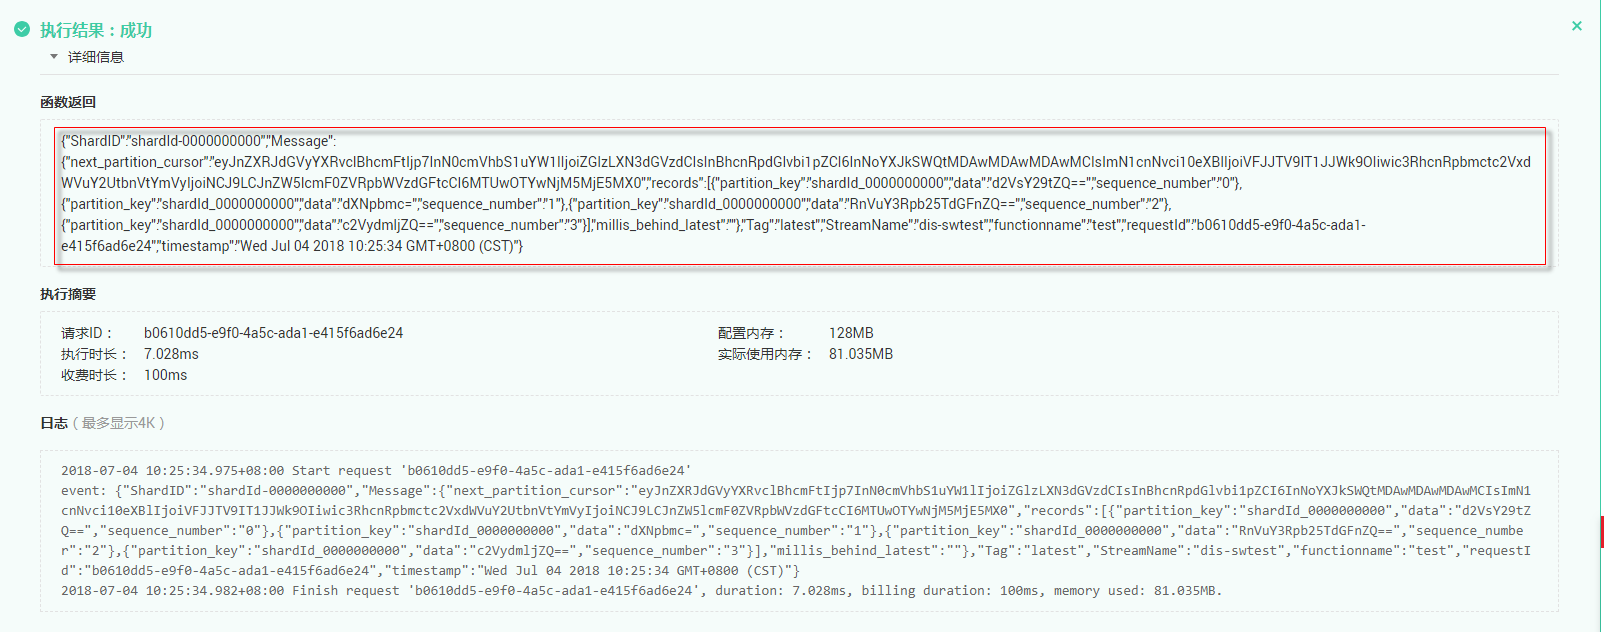 执行结果：成功
详细信息
函数返回
{"ShardID":"shardId-0000000000","Message":
{"next_partition_cursor":"eyJnZXRJdGVyYXRvclBhcmFtIjp7InN0cmVhbS1uYW1lIjoiZGlzLXN3dGVzdCIsInBhcnRpdGlvbi1pZCI6InNoYXJkSWQtMDAwMDAwMDAwMCIsImN1cnNvci10eXBlIjoiVFJJTV9IT1JJWk9OIiwic3RhcnRpbmctc2Vxd
WVuY2UtbnVtYmVyIjoiNCJ9LCJnZW5lcmF0ZVRpbWVzdGFtcCI6MTUwOTYwNjM5MjE5MX0","records":[{"partition_key":"shardId_0000000000","data":"d2VsY29tZQ==","sequence_number":"0"},
{"partition_key":"shardId_0000000000","data":"dXNpbmc=","sequence_number":"1"},{"partition_key":"shardId_0000000000","data":"RnVuY3Rpb25TdGFnZQ==","sequence_number":"2"},
{"partition_key":"shardId_0000000000","data":"c2VydmljZQ==","sequence_number":"3"}],"millis_behind_latest":""},"Tag":"latest","StreamName":"dis-swtest","functionname":"test","requestId":"b0610dd5-e9f0-4a5c-ada1-
e415f6ad6e24","timestamp":"Wed Jul 04 2018 10:25:34 GMT+0800 (CST)"}
执行摘要
请求ID： b0610dd5-e9f0-4a5c-ada1-e415f6ad6e24 配置内存： 128MB
执行时长： 7.028ms 实际使用内存： 81.035MB
收费时长： 100ms
日志（最多显示4K）
2018-07-04 10:25:34.975+08:00 Start request 'b0610dd5-e9f0-4a5c-ada1-e415f6ad6e24'
event: {"ShardID":"shardId-0000000000","Message":{"next_partition_cursor":"eyJnZXRJdGVyYXRvclBhcmFtIjp7InN0cmVhbS1uYW1lIjoiZGlzLXN3dGVzdCIsInBhcnRpdGlvbi1pZCI6InNoYXJkSWQtMDAwMDAwMDAwMCIsImN1
cnNvci10eXBlIjoiVFJJTV9IT1JJWk9OIiwic3RhcnRpbmctc2VxdWVuY2UtbnVtYmVyIjoiNCJ9LCJnZW5lcmF0ZVRpbWVzdGFtcCI6MTUwOTYwNjM5MjE5MX0","records":[{"partition_key":"shardId_0000000000","data":"d2VsY29tZ
Q==","sequence_number":"0"},{"partition_key":"shardId_0000000000","data":"dXNpbmc=","sequence_number":"1"},{"partition_key":"shardId_0000000000","data":"RnVuY3Rpb25TdGFnZQ==","sequence_numbe
r":"2"},{"partition_key":"shardId_0000000000","data":"c2VydmljZQ==","sequence_number":"3"}],"millis_behind_latest":""},"Tag":"latest","StreamName":"dis-swtest","functionname":"test","requestI
d":"b0610dd5-e9f0-4a5c-ada1-e415f6ad6e24","timestamp":"Wed Jul 04 2018 10:25:34 GMT+0800 (CST)"}
2018-07-04 10:25:34.982+08:00 Finish request 'b0610dd5-e9f0-4a5c-ada1-e415f6ad6e24', duration: 7.028ms, billing duration: 100ms, memory used: 81.035MB.